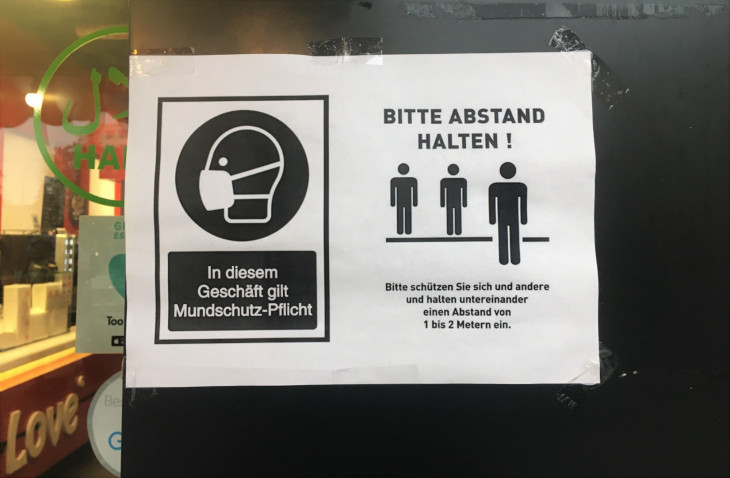 In diesem
Geschäft gilt
Mundschutz-Pflicht
BITTE ABSTAND
HALTEN !
Bitte schützen Sie sich und andere
und halten untereinander
einen Abstand von
1 bis 2 Metern ein.
Too
Love